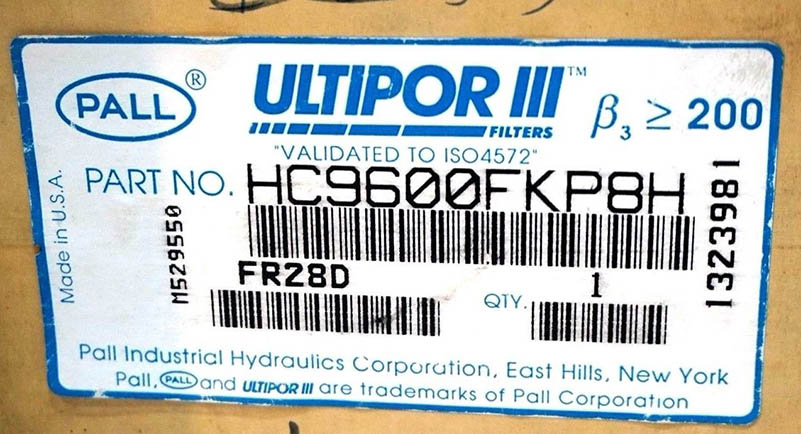 PALL ®
ULTIPOR III™
FILTERS
β3 ≥ 200
"VALIDATED TO ISO4572"
PART NO. HC9600FKP8H
Made in U.S.A.
M529550
FR28D
QTY. 1
1323981
Pall Industrial Hydraulics Corporation, East Hills, New York
Pall, PALL and ULTIPOR III are trademarks of Pall Corporation